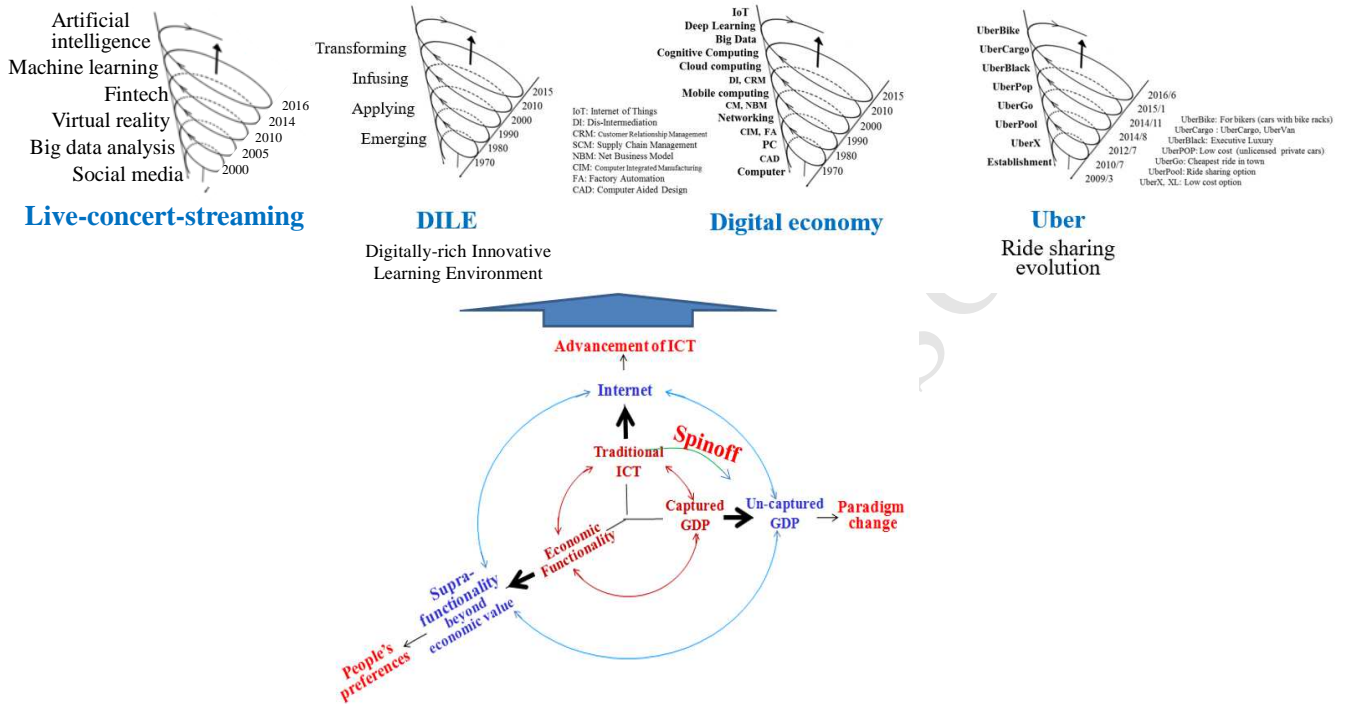 Artificial
intelligence
Machine learning
Fintech
Virtual reality
Big data analysis
Social media
2016
2014
2010
2005
2000
Live-concert-streaming
Transforming
Infusing
Applying
Emerging
2015
2010
2000
1990
1980
1970
DILE
Digitally-rich Innovative
Learning Environment
IoT: Internet of Things
DI: Dis-Intermediation
CRM: Customer Relationship Management
SCM: Supply Chain Management
NBM: Net Business Model
CIM: Computer Integrated Manufacturing
FA: Factory Automation
CAD: Computer Aided Design
IoT
Deep Learning
Big Data
Cognitive Computing
Cloud computing
DI, CRM
Mobile computing
CM, NBM
Networking
CIM, FA
PC
CAD
Computer
2015
2010
2000
1990
1980
1970
Digital economy
UberBike
UberCargo
UberBlack
UberPop
UberGo
UberPool
UberX
Establishment
2016/6
2015/1
2014/11
2014/8
2012/7
2010/7
2009/3
UberBike: For bikers (cars with bike racks)
UberCargo : UberCargo, UberVan
UberBlack: Executive Luxury
UberPOP: Low cost (unlicensed private cars)
UberGo: Cheapest ride in town
UberPool: Ride sharing option
UberX, XL: Low cost option
Uber
Ride sharing
evolution
Advancement of ICT
Internet
Spinoff
Traditional
ICT
Captured
GDP
Un-captured
GDP
Paradigm
change
Economic
Functionality
Supra-
functionality
beyond
economic value
People's
preferences